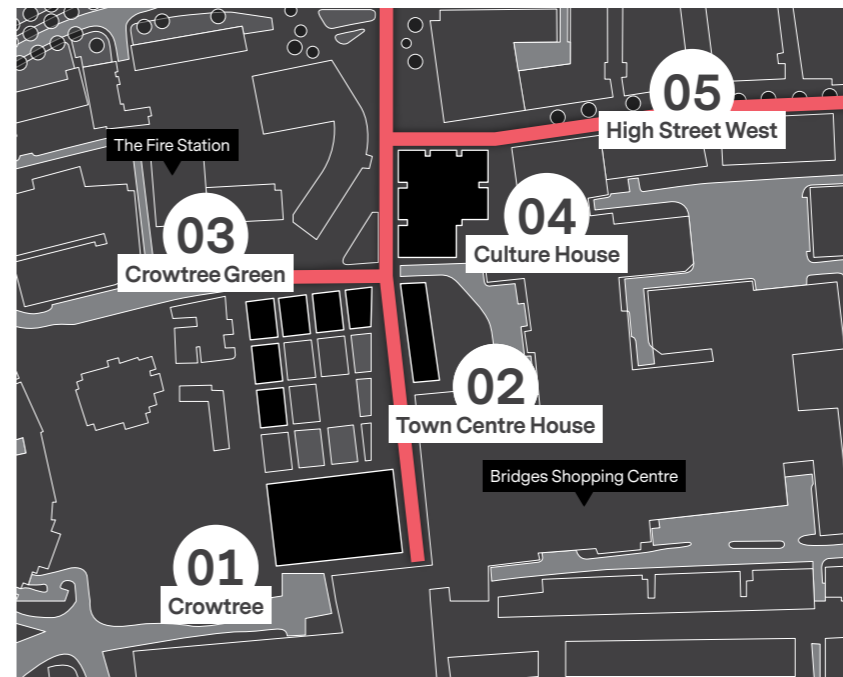 05
High Street West
The Fire Station
04
Culture House
03
Crowtree Green
02
Town Centre House
Bridges Shopping Centre
01
Crowtree